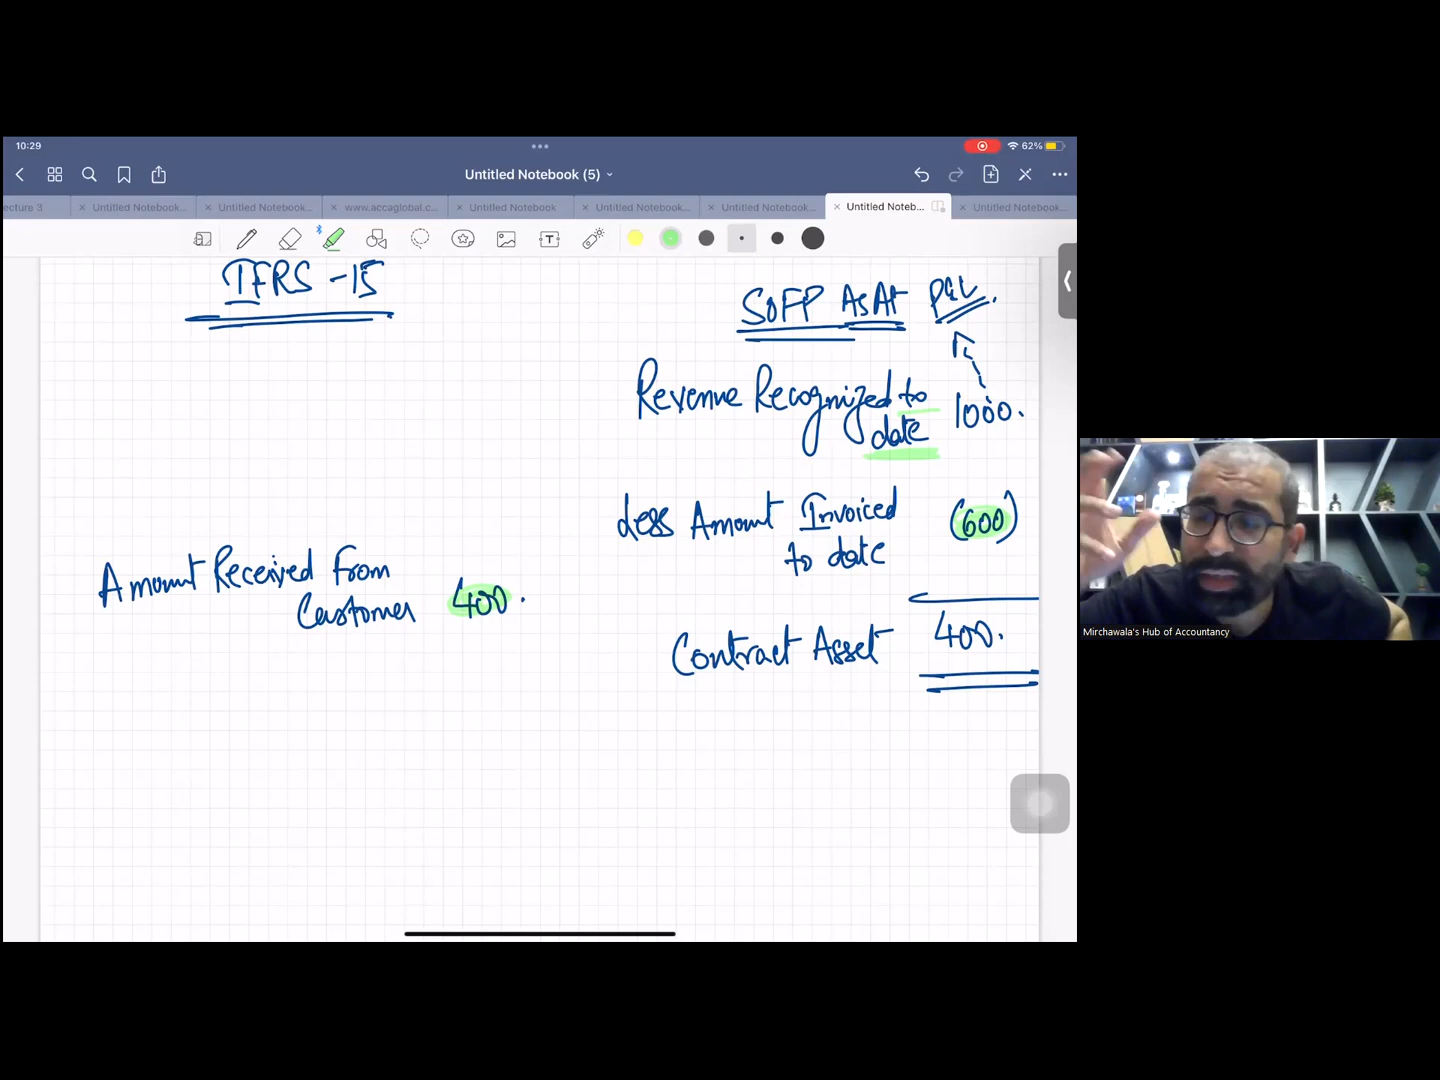 10:29
62%
Untitled Notebook (5)
ecture 3
Untitled Notebook...
Untitled Notebook...
www.accaglobal.c...
Untitled Notebook
Untitled Notebook...
Untitled Notebook...
Untitled Noteb...
Untitled Notebook...
IFRS -15
SOFP AsAt P&L.
Revenue Recognized to date 1000.
Less Amount Invoiced to date (600)
Amount Received From
Customer 400.
Contract Asset 400.
Mirchawala's Hub of Accountancy